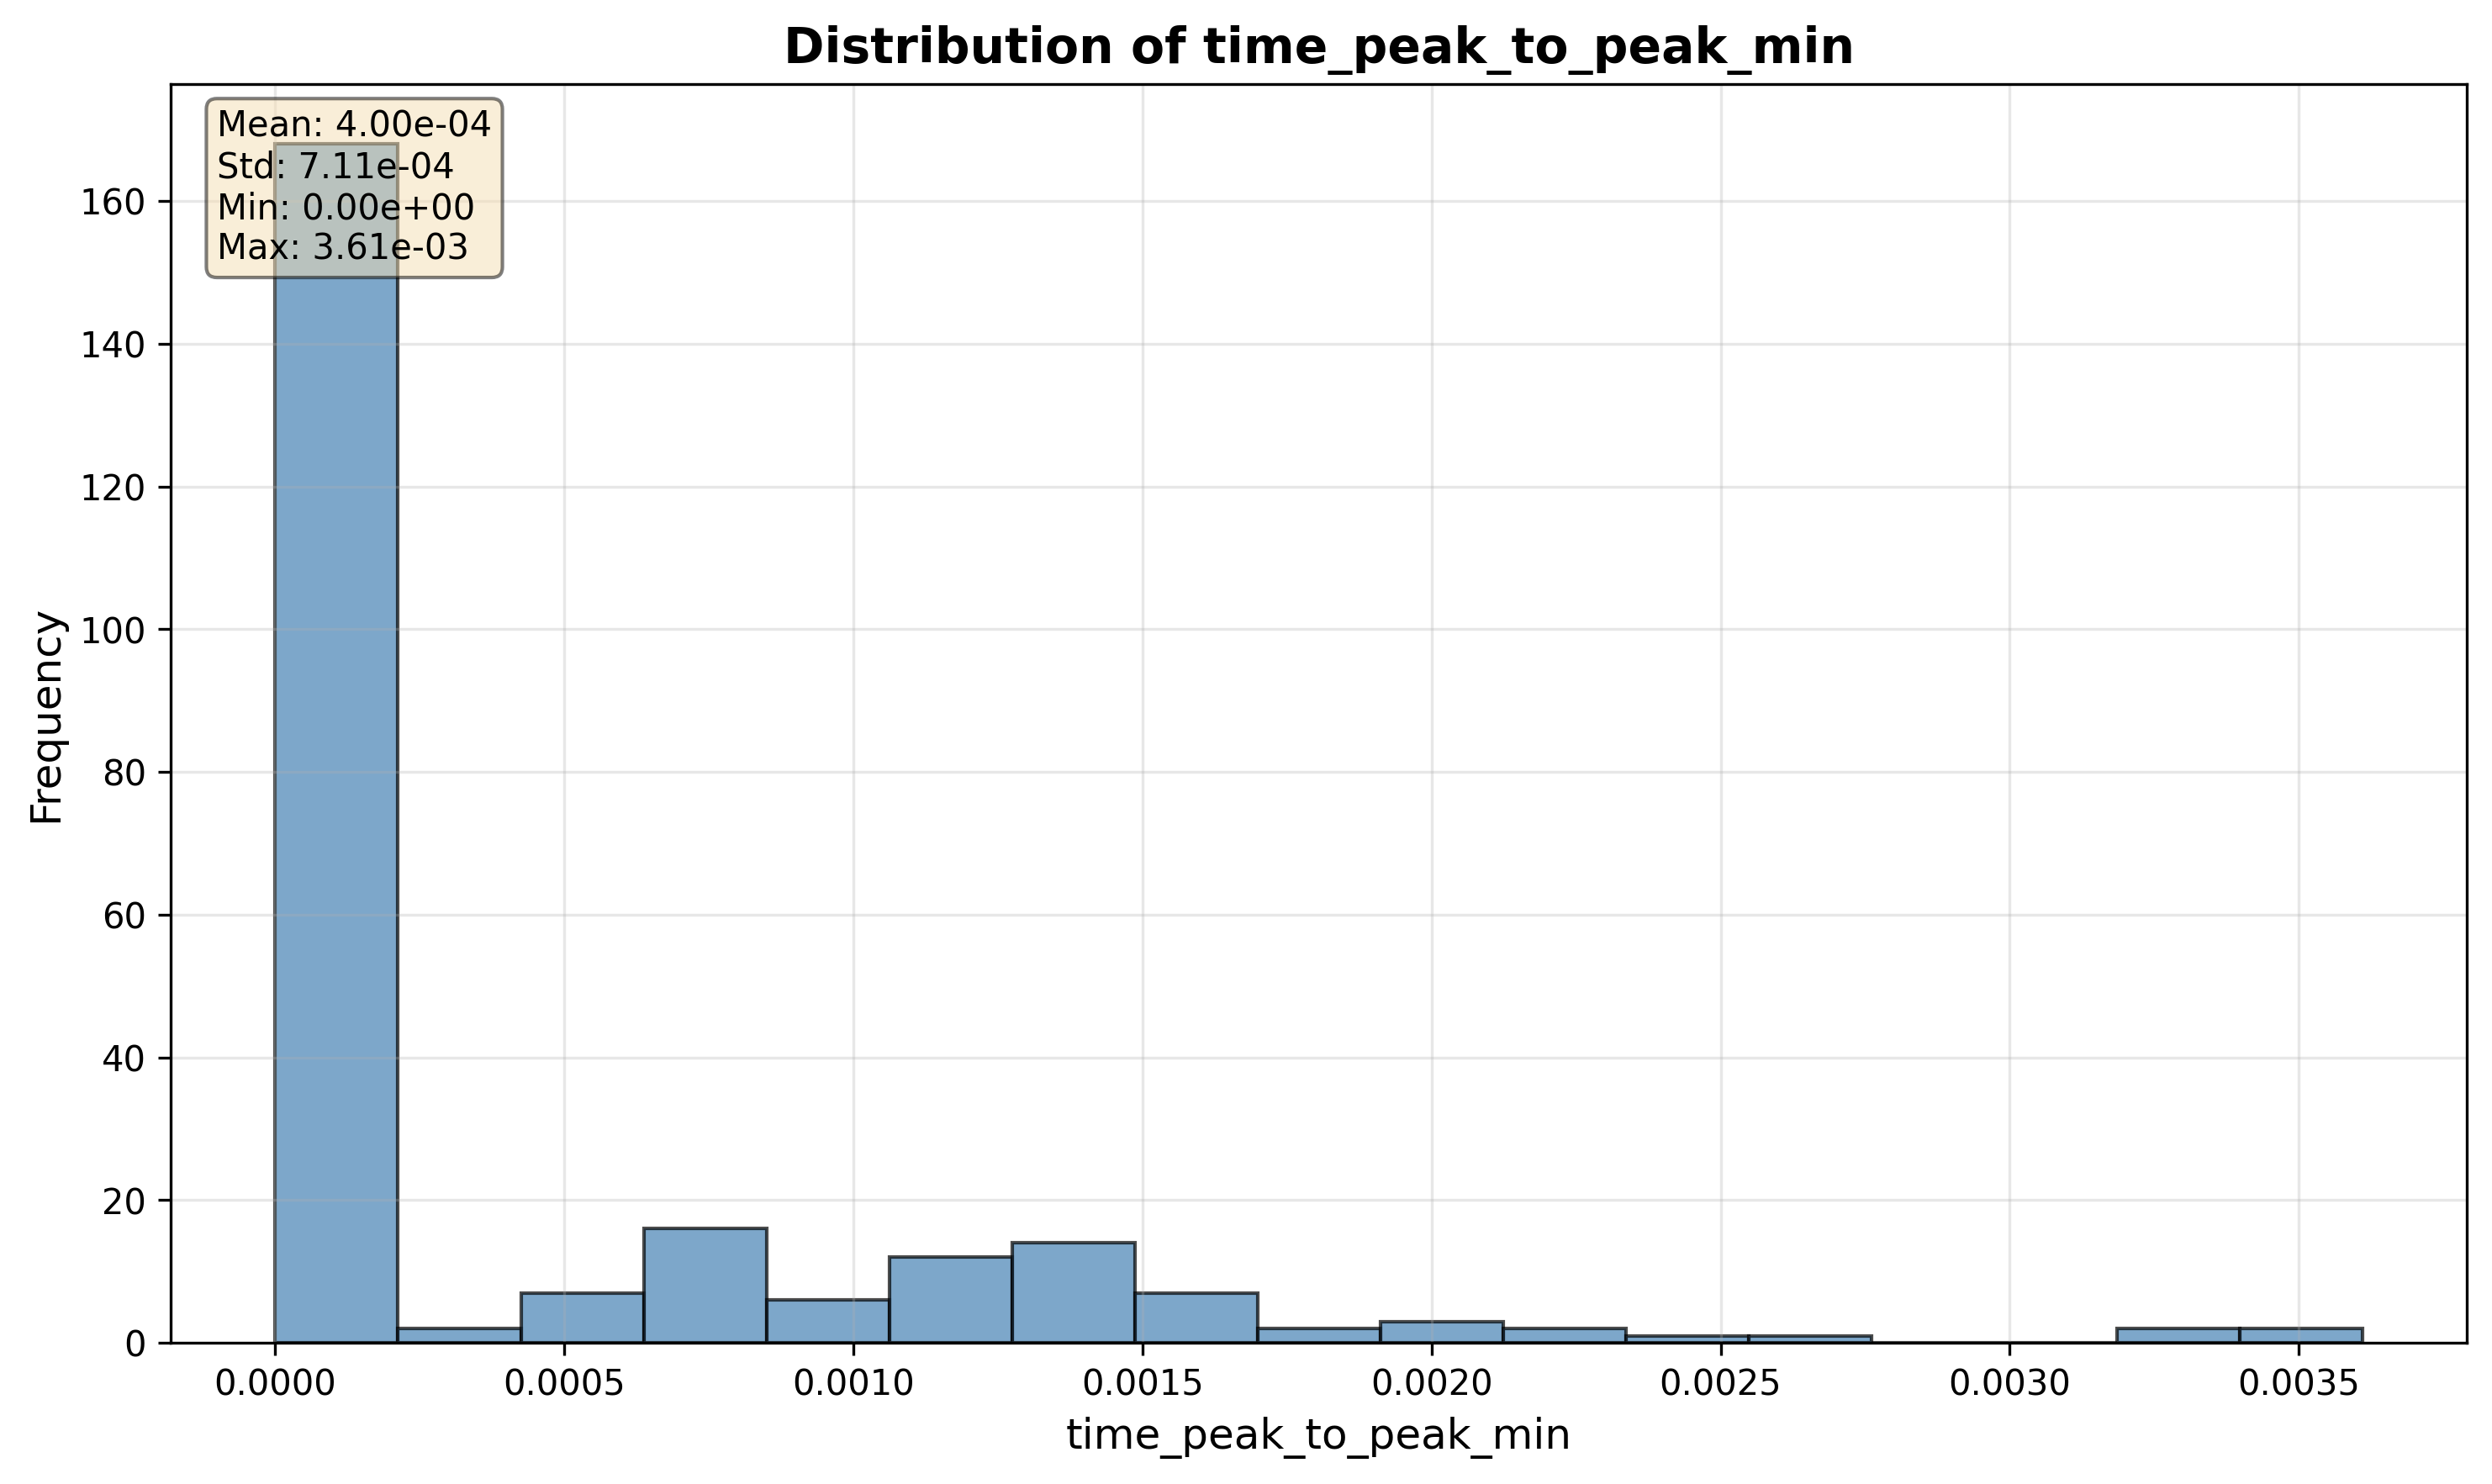 Distribution of time_peak_to_peak_min
Mean: 4.00e-04
Std: 7.11e-04
Min: 0.00e+00
Max: 3.61e-03
Frequency
160
140
120
100
80
60
40
20
0
0.0000 0.0005 0.0010 0.0015 0.0020 0.0025 0.0030 0.0035
time_peak_to_peak_min